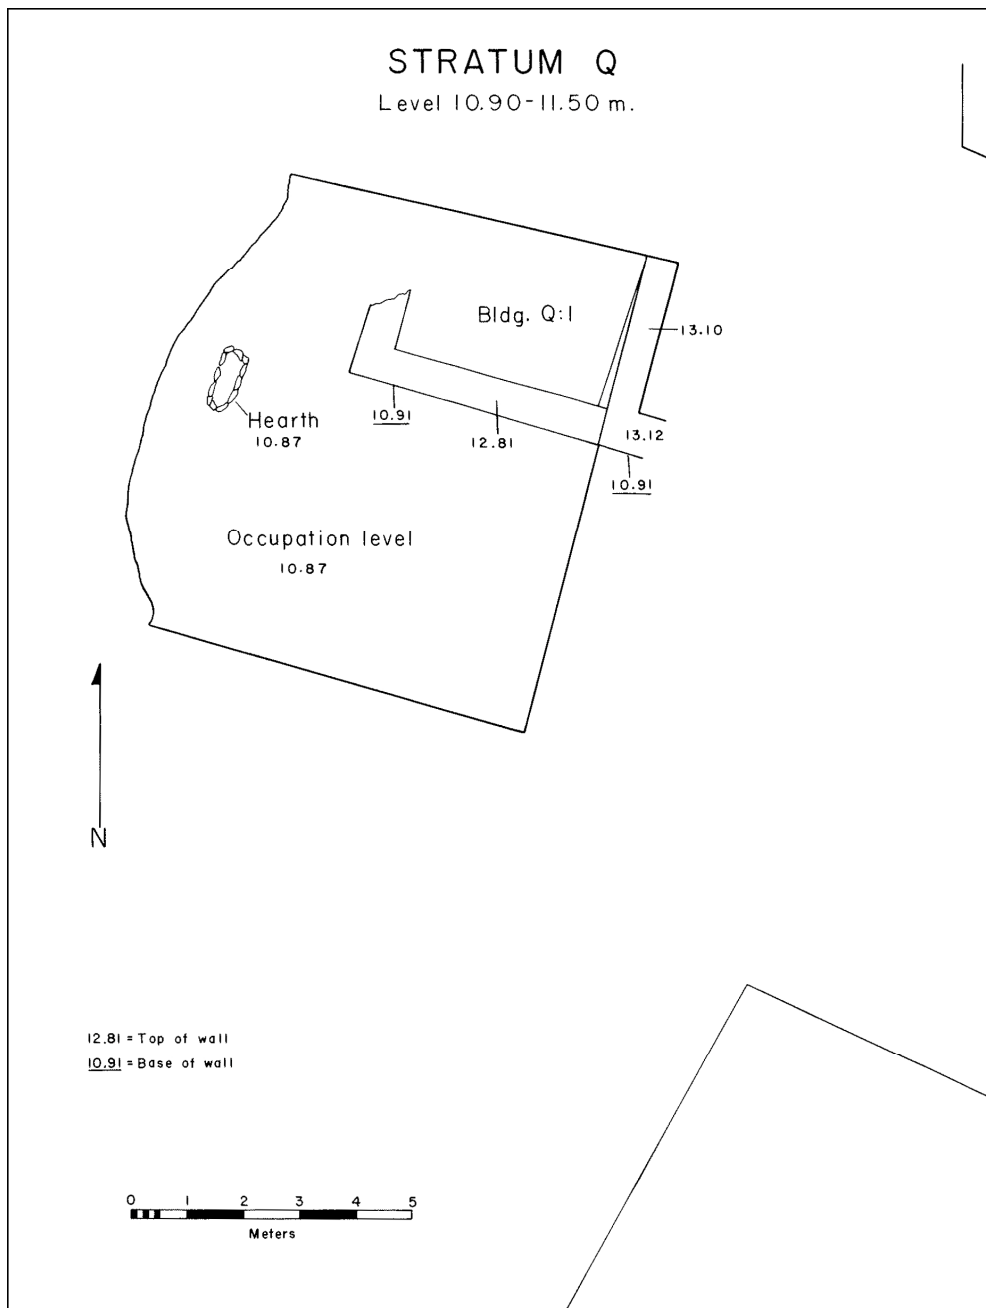 STRATUM Q
Level 10.90-11.50 m.
Bldg. Q:1
13.10
10.91
Hearth
10.87
12.81
13.12
10.91
Occupation level
10.87
N
12.81 = Top of wall
10.91 = Base of wall
0 1 2 3 4 5
Meters